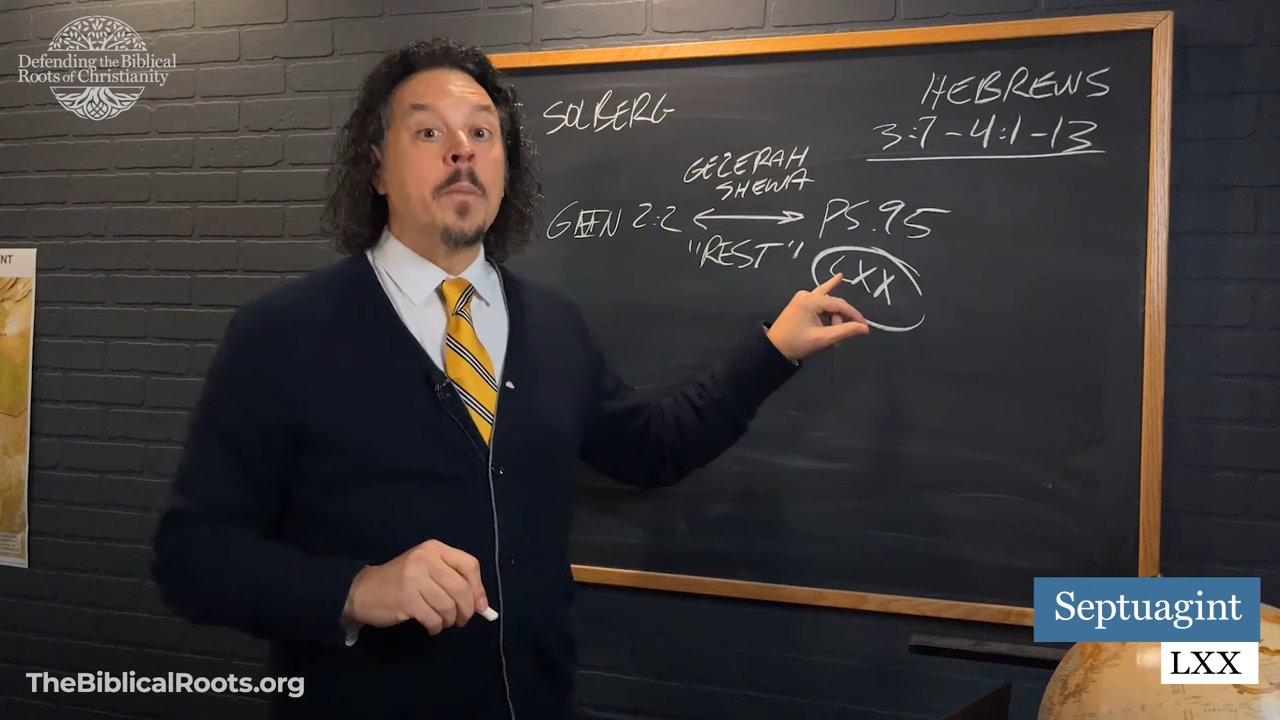 Defending the Biblical
Roots of Christianity
NT
SOLBERG
HEBREWS
3:7-4:1-13
GEZERAH
SHEWA
GEN 2:2
PS.95
"REST"
LXX
Septuagint
LXX
TheBiblicalRoots.org